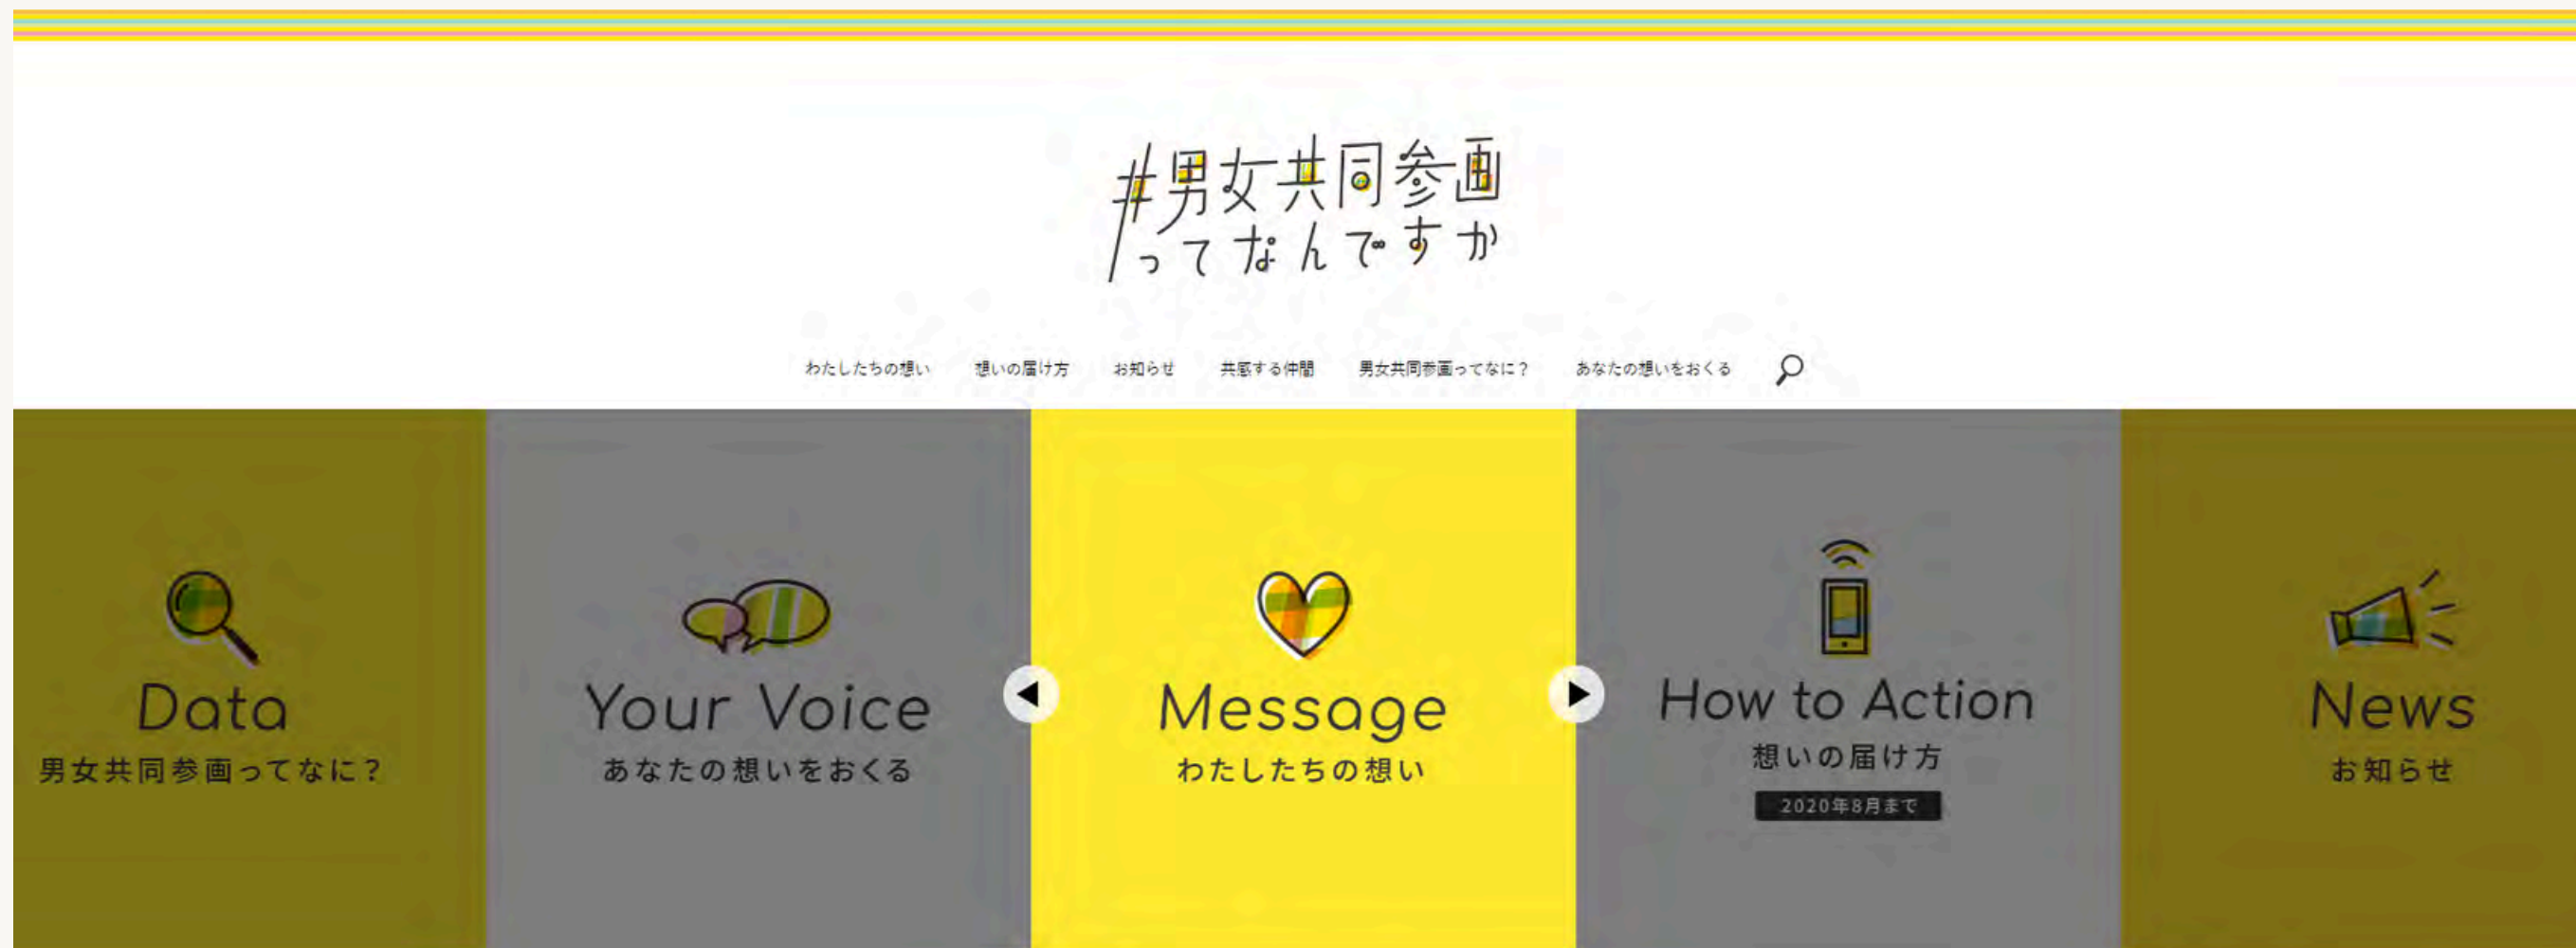 #男女共同参画
ってなんですか
わたしたちの想い 想いの届け方 お知らせ 共感する仲間 男女共同参画ってなに？ あなたの想いをおくる
Data
男女共同参画ってなに？
Your Voice
あなたの想いをおくる
Message
わたしたちの想い
How to Action
想いの届け方
2020年8月まで
News
お知らせ